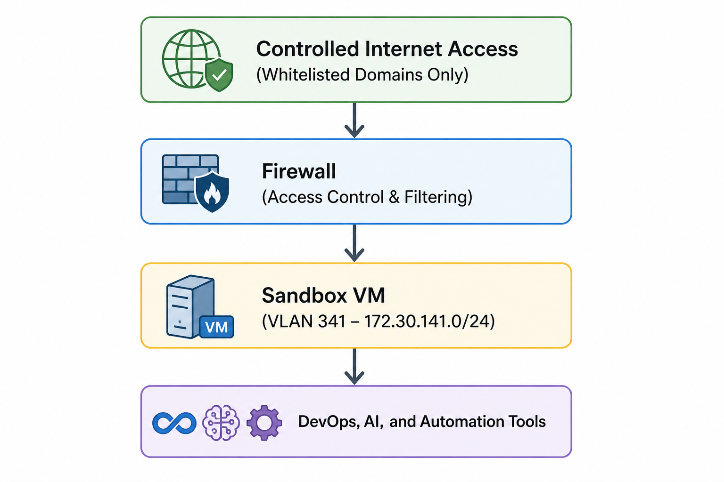 Controlled Internet Access
(Whitelisted Domains Only)
Firewall
(Access Control & Filtering)
Sandbox VM
(VLAN 341 – 172.30.141.0/24)
VM
DevOps, AI, and Automation Tools